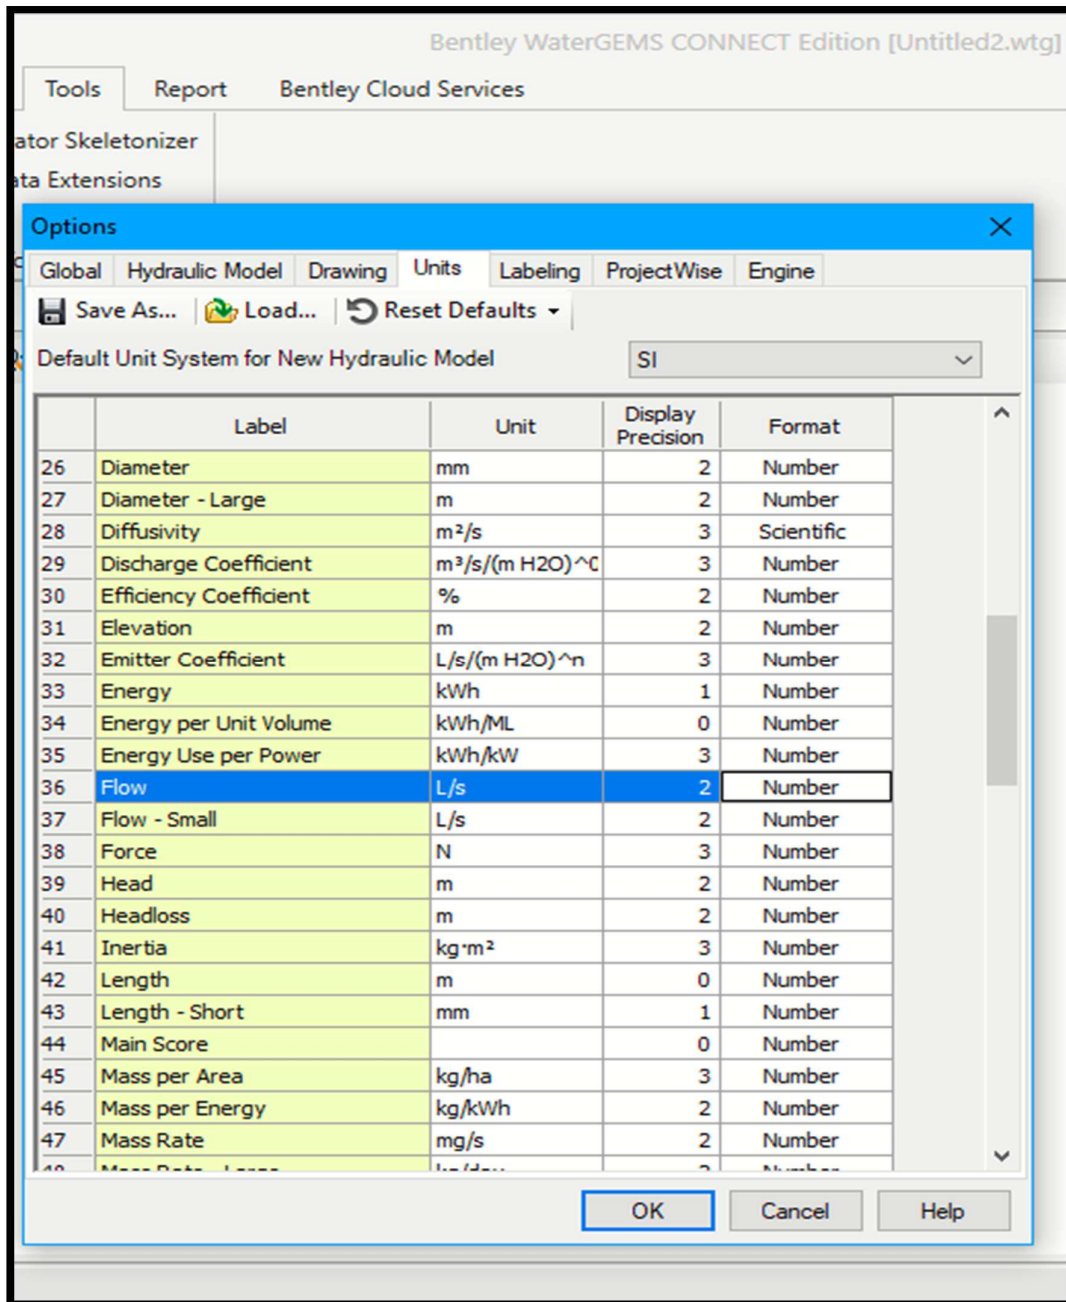 Bentley WaterGEMS CONNECT Edition [Untitled2.wtg]
Tools Report Bentley Cloud Services
ator Skeletonizer
ata Extensions
Options
Global Hydraulic Model Drawing Units Labeling ProjectWise Engine
Save As... Load... Reset Defaults
Default Unit System for New Hydraulic Model SI
Label Unit Display Precision Format
26 Diameter mm 2 Number
27 Diameter - Large m 2 Number
28 Diffusivity m²/s 3 Scientific
29 Discharge Coefficient m³/s/(m H2O)^0 3 Number
30 Efficiency Coefficient % 2 Number
31 Elevation m 2 Number
32 Emitter Coefficient L/s/(m H2O)^n 3 Number
33 Energy kWh 1 Number
34 Energy per Unit Volume kWh/ML 0 Number
35 Energy Use per Power kWh/kW 3 Number
36 Flow L/s 2 Number
37 Flow - Small L/s 2 Number
38 Force N 3 Number
39 Head m 2 Number
40 Headloss m 2 Number
41 Inertia kg·m² 3 Number
42 Length m 0 Number
43 Length - Short mm 1 Number
44 Main Score 0 Number
45 Mass per Area kg/ha 3 Number
46 Mass per Energy kg/kWh 2 Number
47 Mass Rate mg/s 2 Number
OK Cancel Help